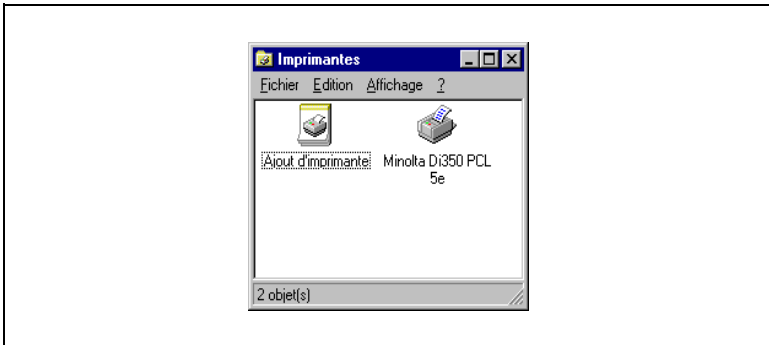 Imprimantes
Fichier Edition Affichage ?
Ajout d'imprimante Minolta Di350 PCL
5e
2 objet(s)